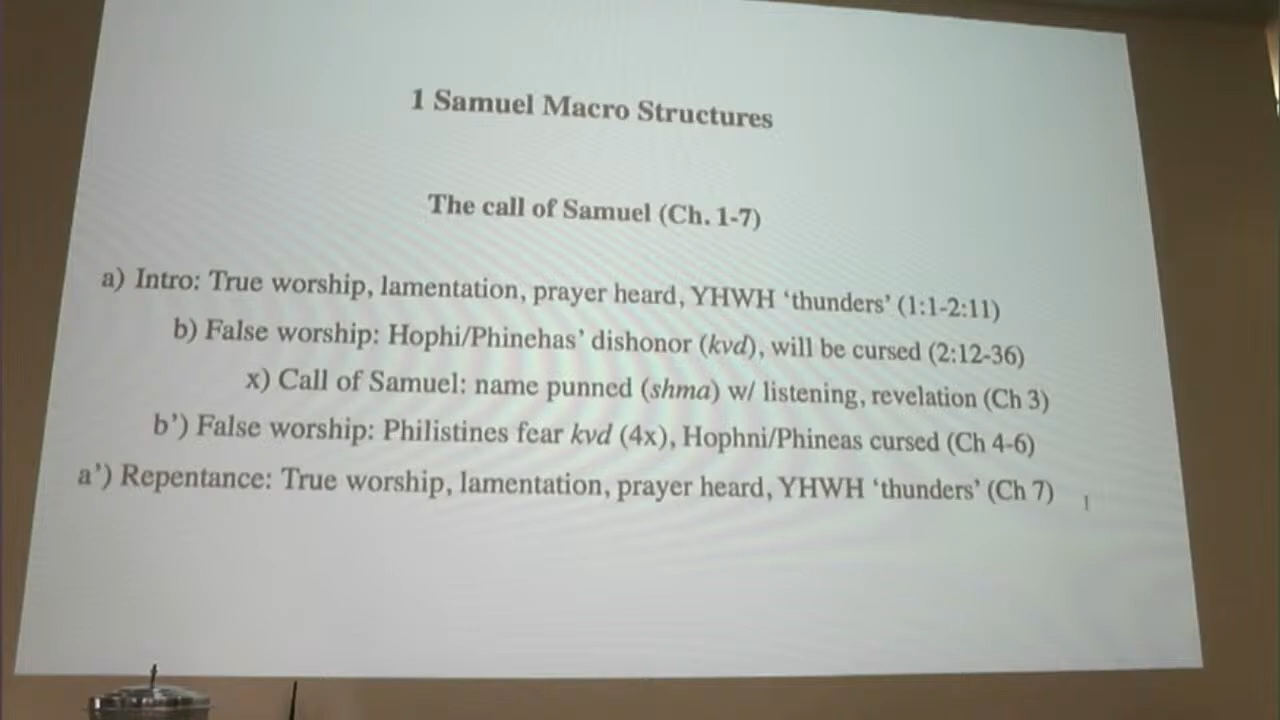 1 Samuel Macro Structures
The call of Samuel (Ch. 1-7)
a) Intro: True worship, lamentation, prayer heard, YHWH ‘thunders’ (1:1-2:11)
b) False worship: Hophi/Phinehas’ dishonor (kvd), will be cursed (2:12-36)
x) Call of Samuel: name punned (shma) w/ listening, revelation (Ch 3)
b’) False worship: Philistines fear kvd (4x), Hophni/Phineas cursed (Ch 4-6)
a’) Repentance: True worship, lamentation, prayer heard, YHWH ‘thunders’ (Ch 7)